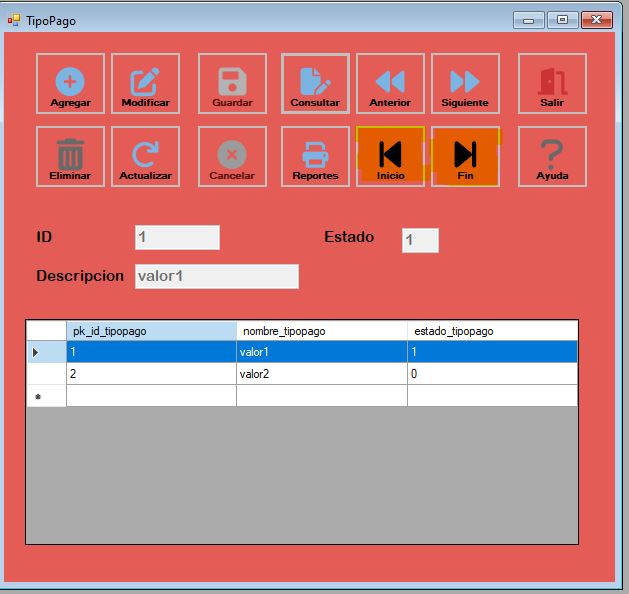 TipoPago
Agregar Modificar Guardar Consultar Anterior Siguiente Salir
Eliminar Actualizar Cancelar Reportes Inicio Fin Ayuda
ID 1 Estado 1
Descripcion valor1
pk_id_tipopago nombre_tipopago estado_tipopago
1 valor1 1
2 valor2 0